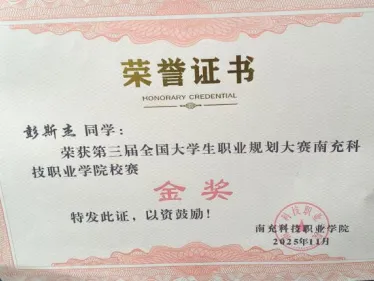 荣誉证书
HONORARY CREDENTIAL
彭斯杰 同学：
荣获第三届全国大学生职业规划大赛南充科
技职业学院校赛
金奖
特发此证，以资鼓励！
南充科技职业学院
2025年11月